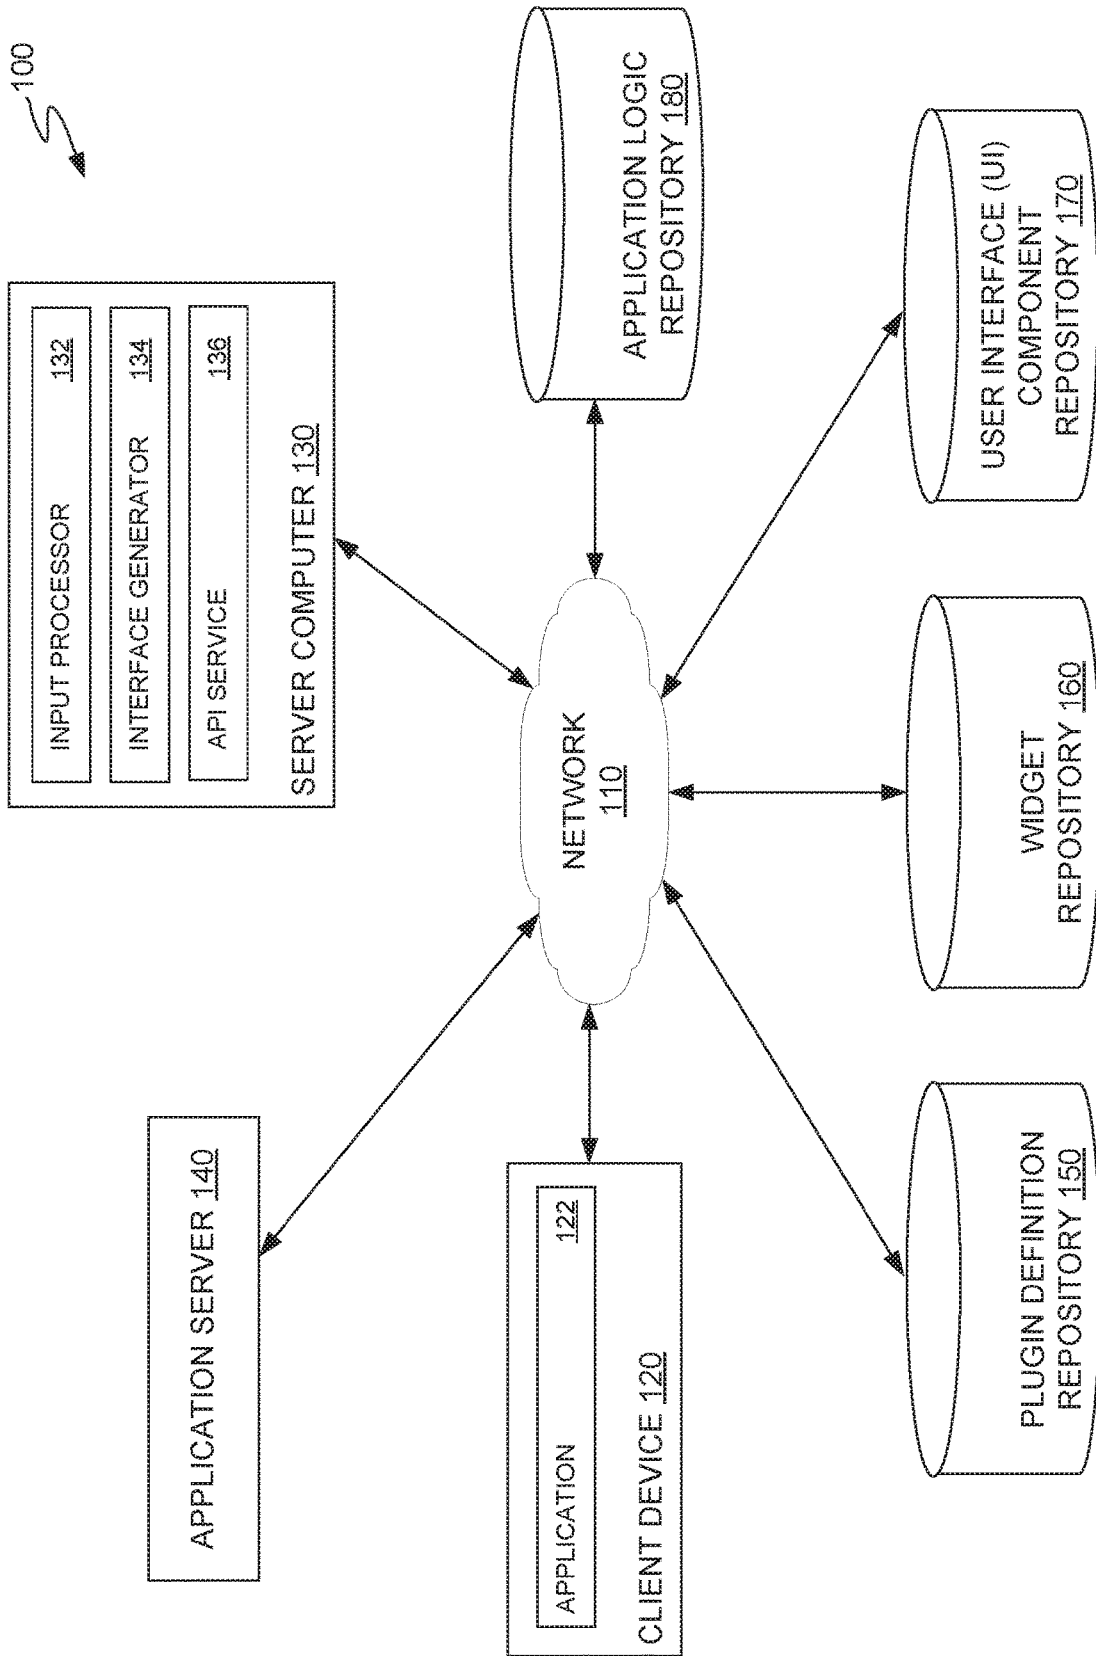 100
APPLICATION SERVER 140
INPUT PROCESSOR 132
INTERFACE GENERATOR 134
API SERVICE 136
SERVER COMPUTER 130
APPLICATION 122
CLIENT DEVICE 120
NETWORK
110
APPLICATION LOGIC
REPOSITORY 180
PLUGIN DEFINITION
REPOSITORY 150
WIDGET
REPOSITORY 160
USER INTERFACE (UI)
COMPONENT
REPOSITORY 170